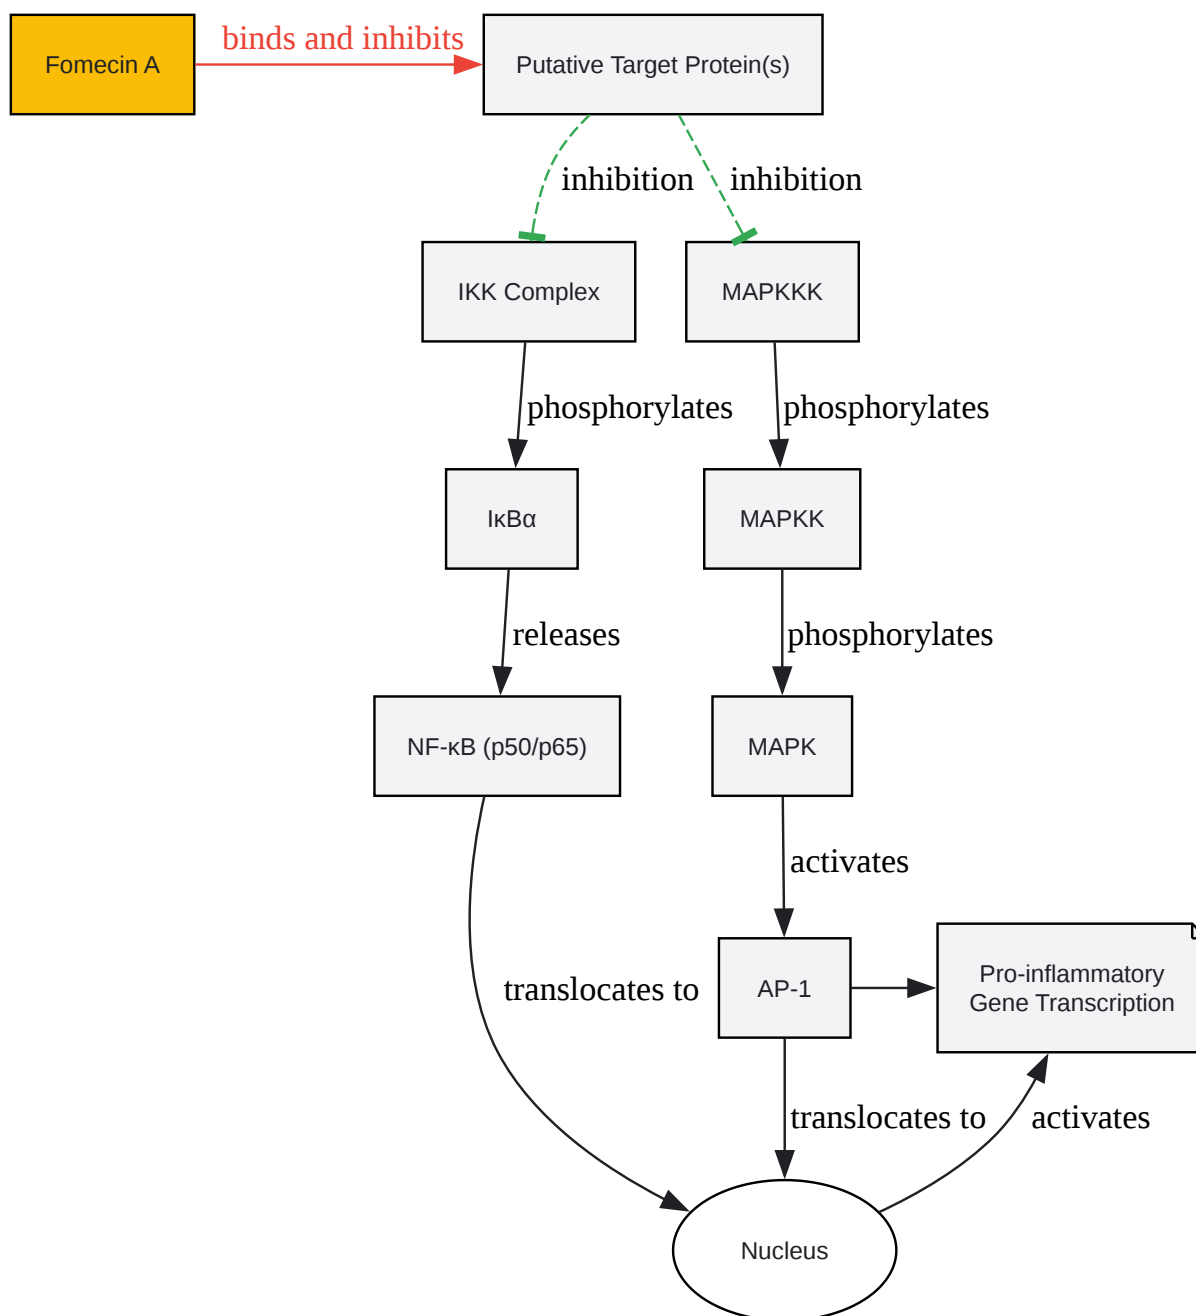 Fomecin A
binds and inhibits
Putative Target Protein(s)
inhibition
inhibition
IKK Complex
MAPKKK
phosphorylates
phosphorylates
IκBα
MAPKK
releases
phosphorylates
NF-κB (p50/p65)
MAPK
activates
translocates to
AP-1
Pro-inflammatory
Gene Transcription
translocates to
activates
Nucleus